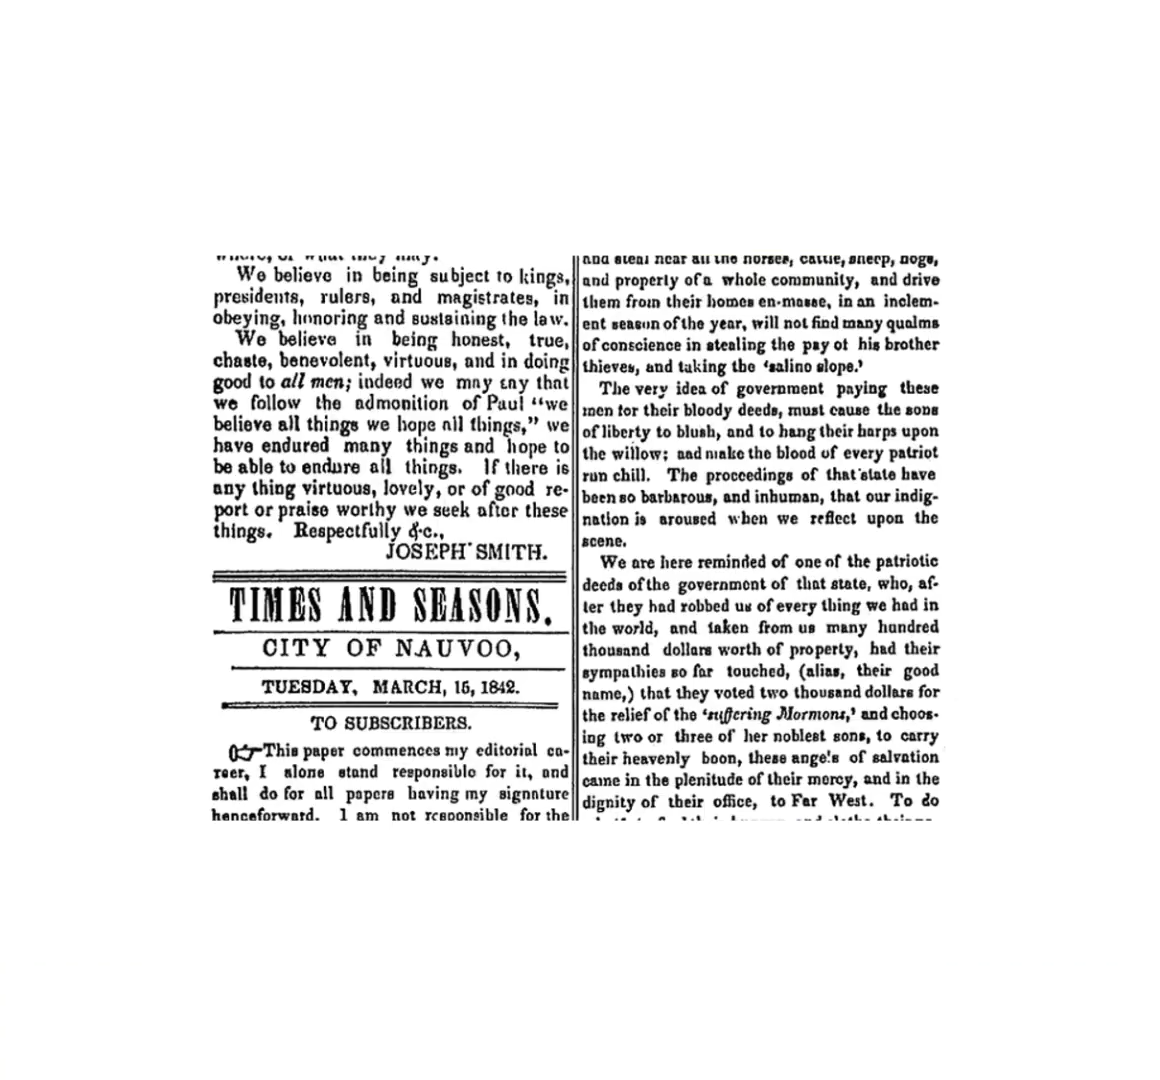 We believe in being subject to kings,
presidents, rulers, and magistrates, in
obeying, honoring and sustaining the law.
We believe in being honest, true,
chaste, benevolent, virtuous, and in doing
good to all men; indeed we may say that
we follow the admonition of Paul "we
believe all things we hope all things," we
have endured many things and hope to
be able to endure all things. If there is
any thing virtuous, lovely, or of good re-
port or praise worthy we seek after these
things. Respectfully &c.,
JOSEPH SMITH.
TIMES AND SEASONS.
CITY OF NAUVOO,
TUESDAY, MARCH, 15, 1842.
TO SUBSCRIBERS.
This paper commences my editorial ca-
reer, I alone stand responsible for it, and
shall do for all papers having my signature
henceforward. I am not responsible for the
and steal near all the horses, cattle, sheep, hogs,
and property of a whole community, and drive
them from their homes en-masse, in an inclem-
ent season of the year, will not find many qualms
of conscience in stealing the pay of his brother
thieves, and taking the 'saline slope.'
The very idea of government paying these
men for their bloody deeds, must cause the sons
of liberty to blush, and to hang their harps upon
the willow; and make the blood of every patriot
run chill. The proceedings of that state have
been so barbarous, and inhuman, that our indig-
nation is aroused when we reflect upon the
scene.
We are here reminded of one of the patriotic
deeds of the government of that state, who, af-
ter they had robbed us of every thing we had in
the world, and taken from us many hundred
thousand dollars worth of property, had their
sympathies so far touched, (alias, their good
name,) that they voted two thousand dollars for
the relief of the 'suffering Mormons,' and choos-
ing two or three of her noblest sons, to carry
their heavenly boon, these angels of salvation
came in the plenitude of their mercy, and in the
dignity of their office, to Far West. To do